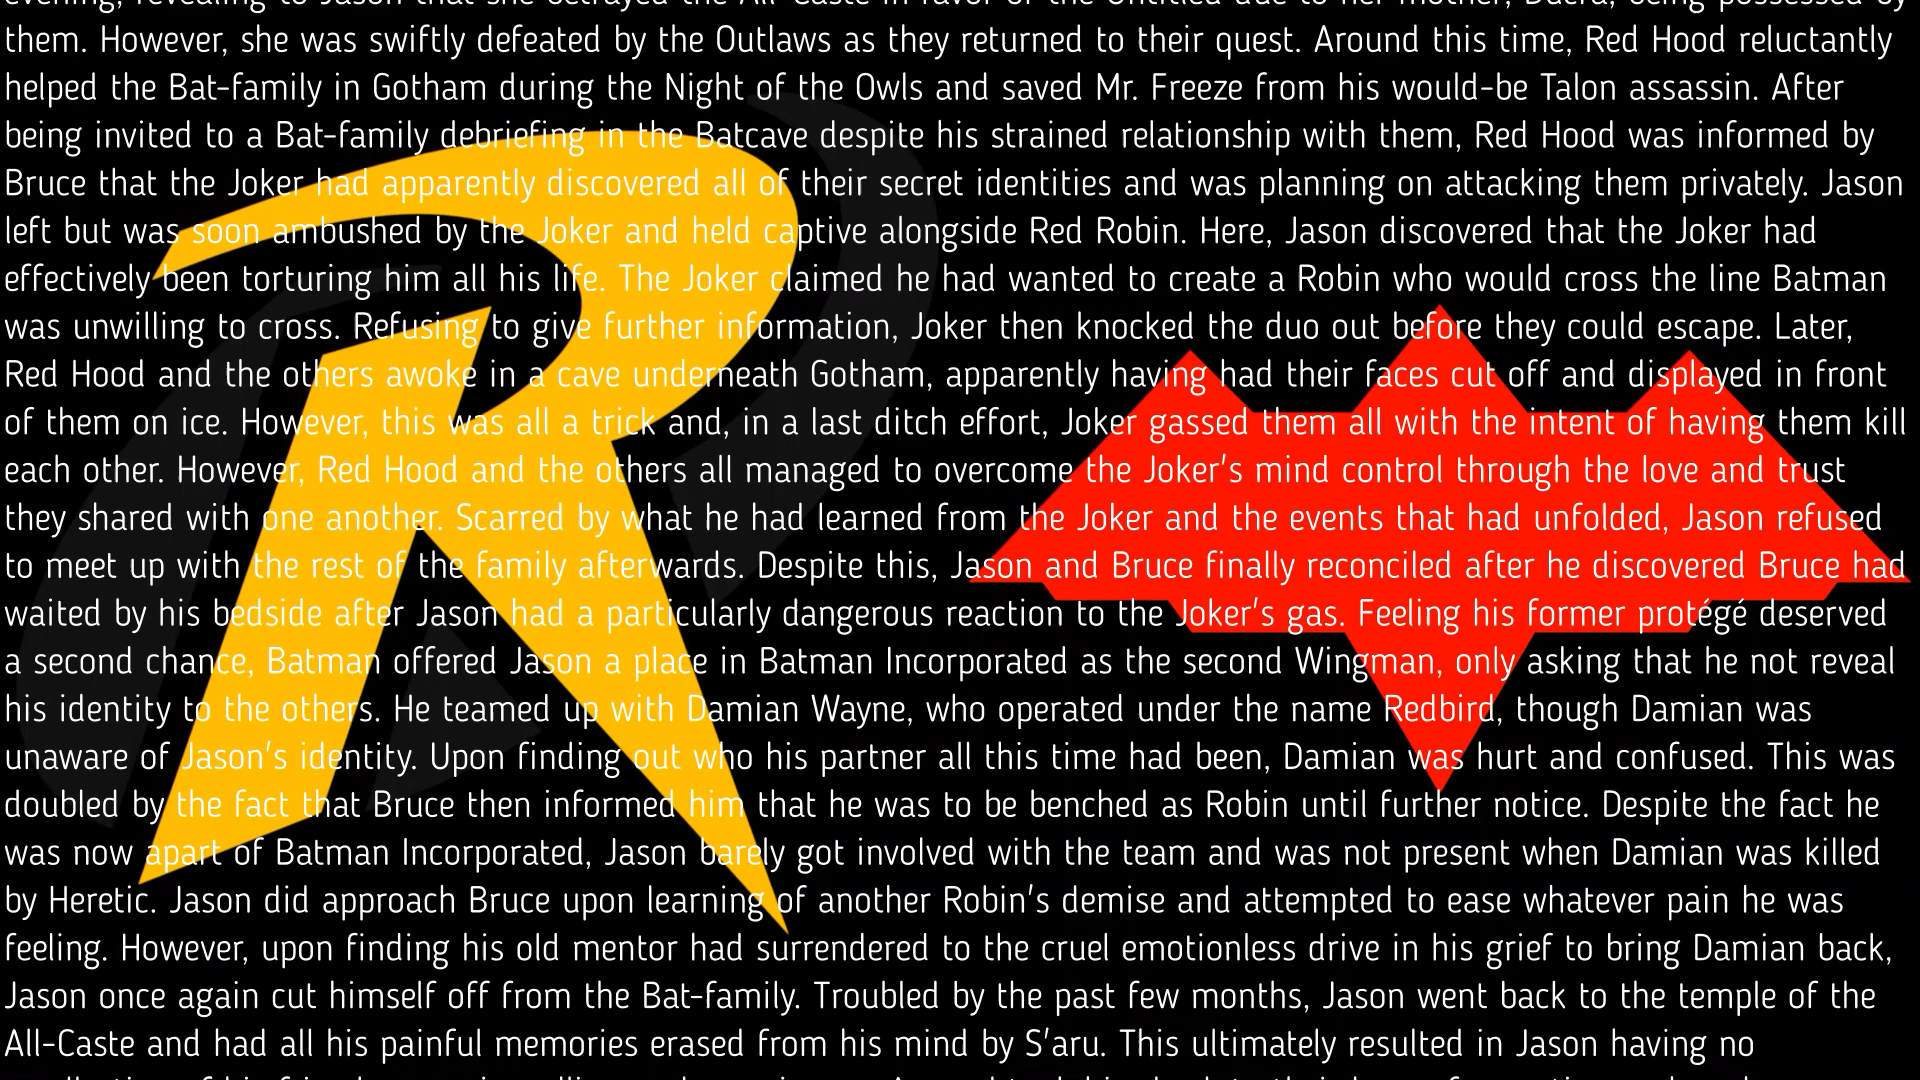 evening, revealing to Jason that she betrayed the All-Caste in favor of the Untitled due to her mother, Ducra, being possessed by
them. However, she was swiftly defeated by the Outlaws as they returned to their quest. Around this time, Red Hood reluctantly
helped the Bat-family in Gotham during the Night of the Owls and saved Mr. Freeze from his would-be Talon assassin. After
being invited to a Bat-family debriefing in the Batcave despite his strained relationship with them, Red Hood was informed by
Bruce that the Joker had apparently discovered all of their secret identities and was planning on attacking them privately. Jason
left but was soon ambushed by the Joker and held captive alongside Red Robin. Here, Jason discovered that the Joker had
effectively been torturing him all his life. The Joker claimed he had wanted to create a Robin who would cross the line Batman
was unwilling to cross. Refusing to give further information, Joker then knocked the duo out before they could escape. Later,
Red Hood and the others awoke in a cave underneath Gotham, apparently having had their faces cut off and displayed in front
of them on ice. However, this was all a trick and, in a last ditch effort, Joker gassed them all with the intent of having them kill
each other. However, Red Hood and the others all managed to overcome the Joker's mind control through the love and trust
they shared with one another. Scarred by what he had learned from the Joker and the events that had unfolded, Jason refused
to meet up with the rest of the family afterwards. Despite this, Jason and Bruce finally reconciled after he discovered Bruce had
waited by his bedside after Jason had a particularly dangerous reaction to the Joker's gas. Feeling his former protégé deserved
a second chance, Batman offered Jason a place in Batman Incorporated as the second Wingman, only asking that he not reveal
his identity to the others. He teamed up with Damian Wayne, who operated under the name Redbird, though Damian was
unaware of Jason's identity. Upon finding out who his partner all this time had been, Damian was hurt and confused. This was
doubled by the fact that Bruce then informed him that he was to be benched as Robin until further notice. Despite the fact he
was now apart of Batman Incorporated, Jason barely got involved with the team and was not present when Damian was killed
by Heretic. Jason did approach Bruce upon learning of another Robin's demise and attempted to ease whatever pain he was
feeling. However, upon finding his old mentor had surrendered to the cruel emotionless drive in his grief to bring Damian back,
Jason once again cut himself off from the Bat-family. Troubled by the past few months, Jason went back to the temple of the
All-Caste and had all his painful memories erased from his mind by S'aru. This ultimately resulted in Jason having no